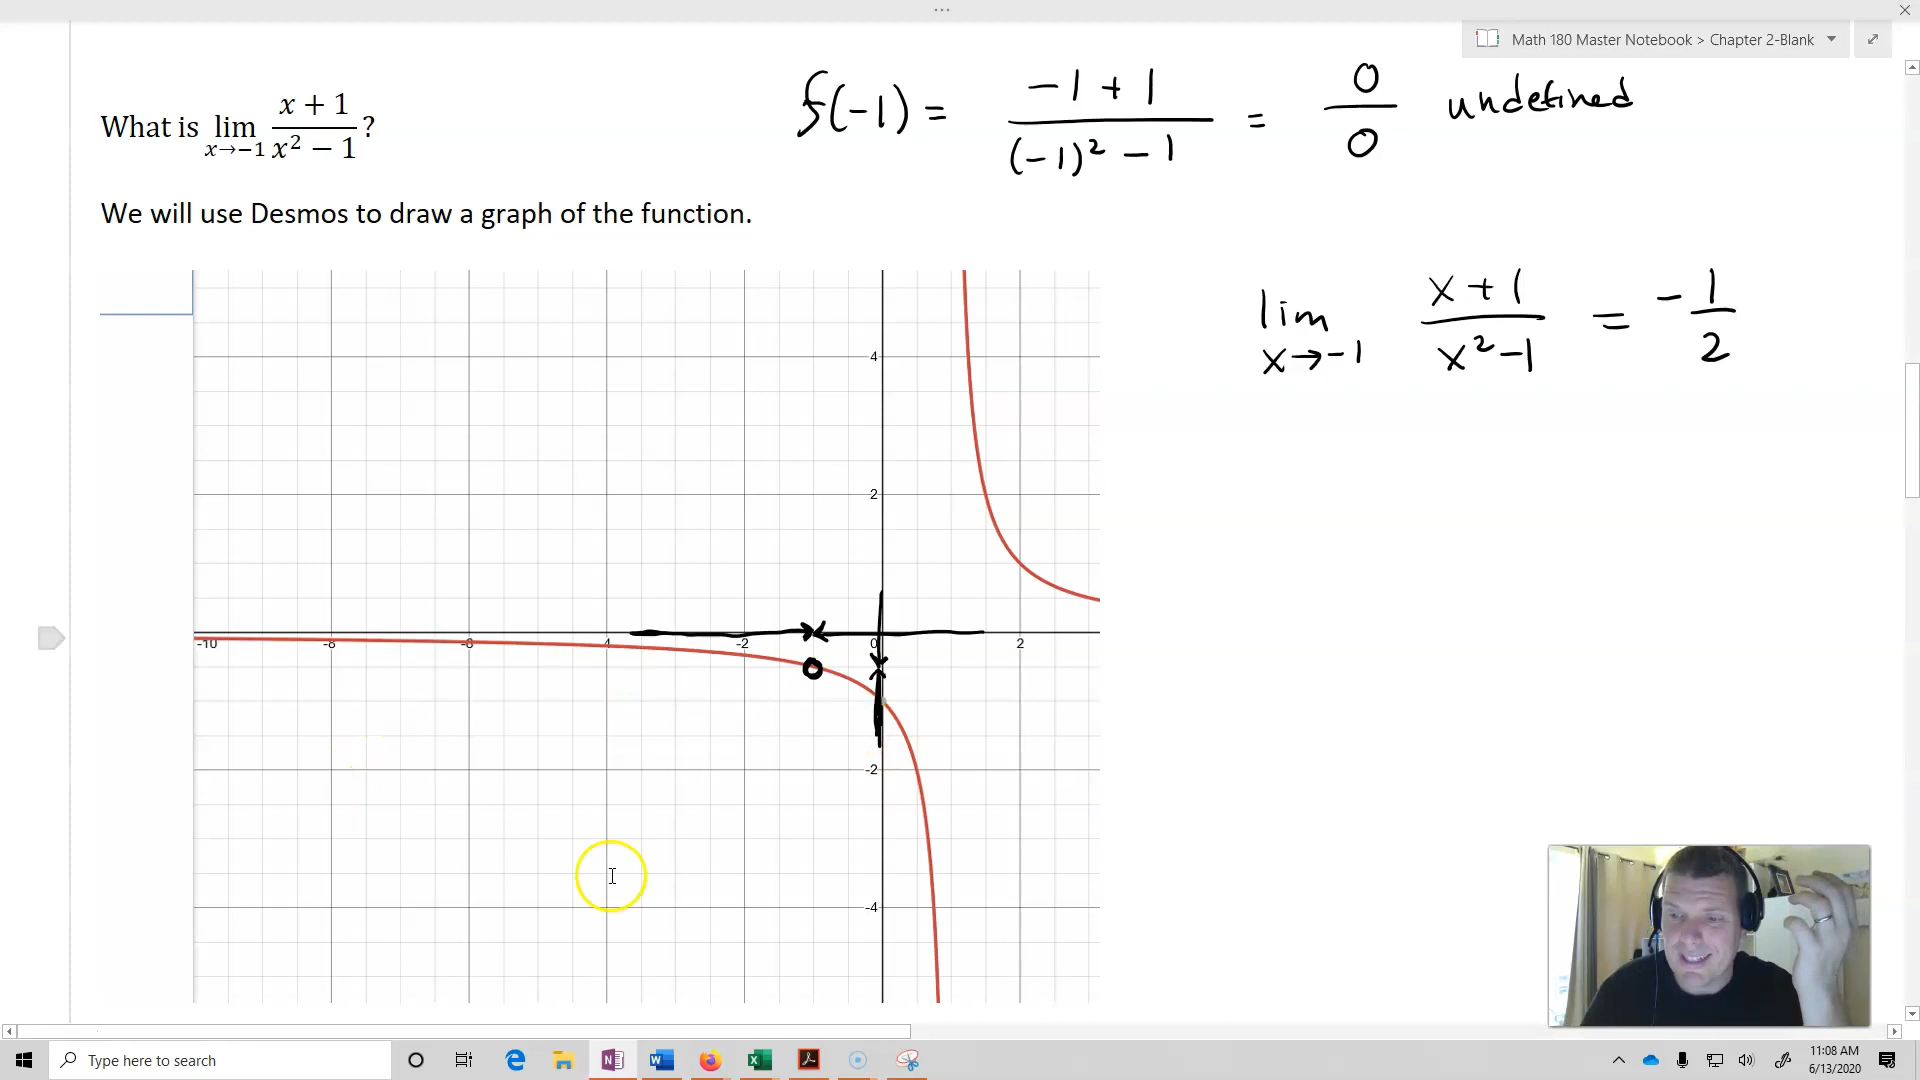 Math 180 Master Notebook > Chapter 2-Blank
What is lim x→−1 (x + 1)/(x² − 1)?
f(-1) = (-1 + 1)/((-1)² - 1) = 0/0 undefined
We will use Desmos to draw a graph of the function.
lim x→-1 (x+1)/(x²-1) = -1/2
4
2
-10 -8 -6 4 -2 0 2
-2
-4
Type here to search
11:08 AM
6/13/2020